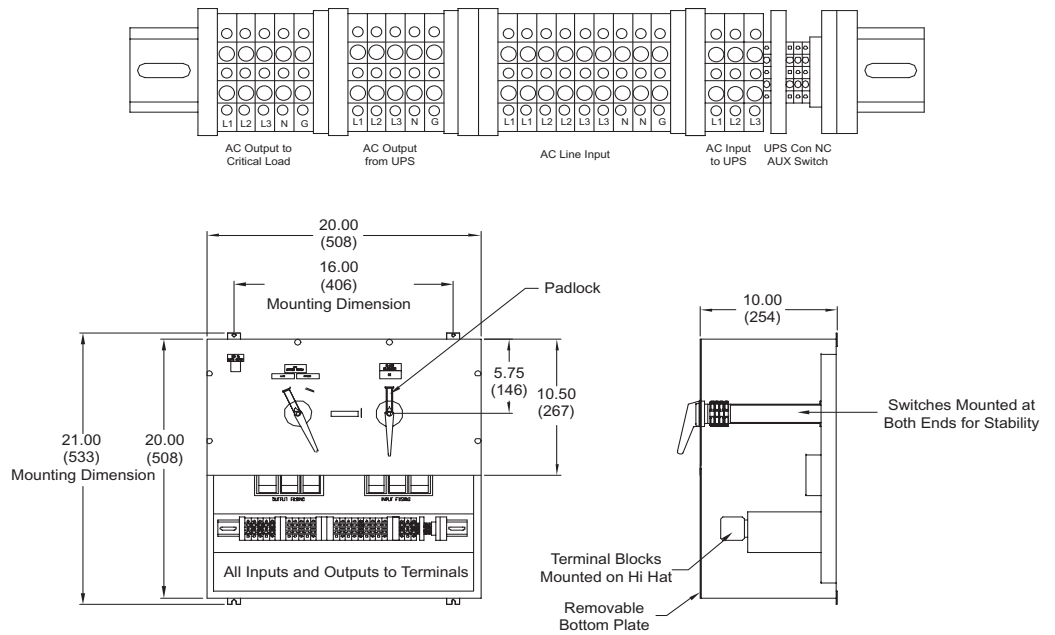 L1 L2 L3 N G
L1 L2 L3 N G
L1 L1 L2 L2 L3 L3 N N G
L1 L2 L3
AC Output to
Critical Load
AC Output
from UPS
AC Line Input
AC Input
to UPS
UPS Con NC
AUX Switch
20.00
(508)
16.00
(406)
Mounting Dimension
Padlock
10.00
(254)
5.75
(146)
10.50
(267)
21.00
(533)
Mounting Dimension
20.00
(508)
Switches Mounted at
Both Ends for Stability
OUTPUT FUSING
INPUT FUSING
All Inputs and Outputs to Terminals
Terminal Blocks
Mounted on Hi Hat
Removable
Bottom Plate